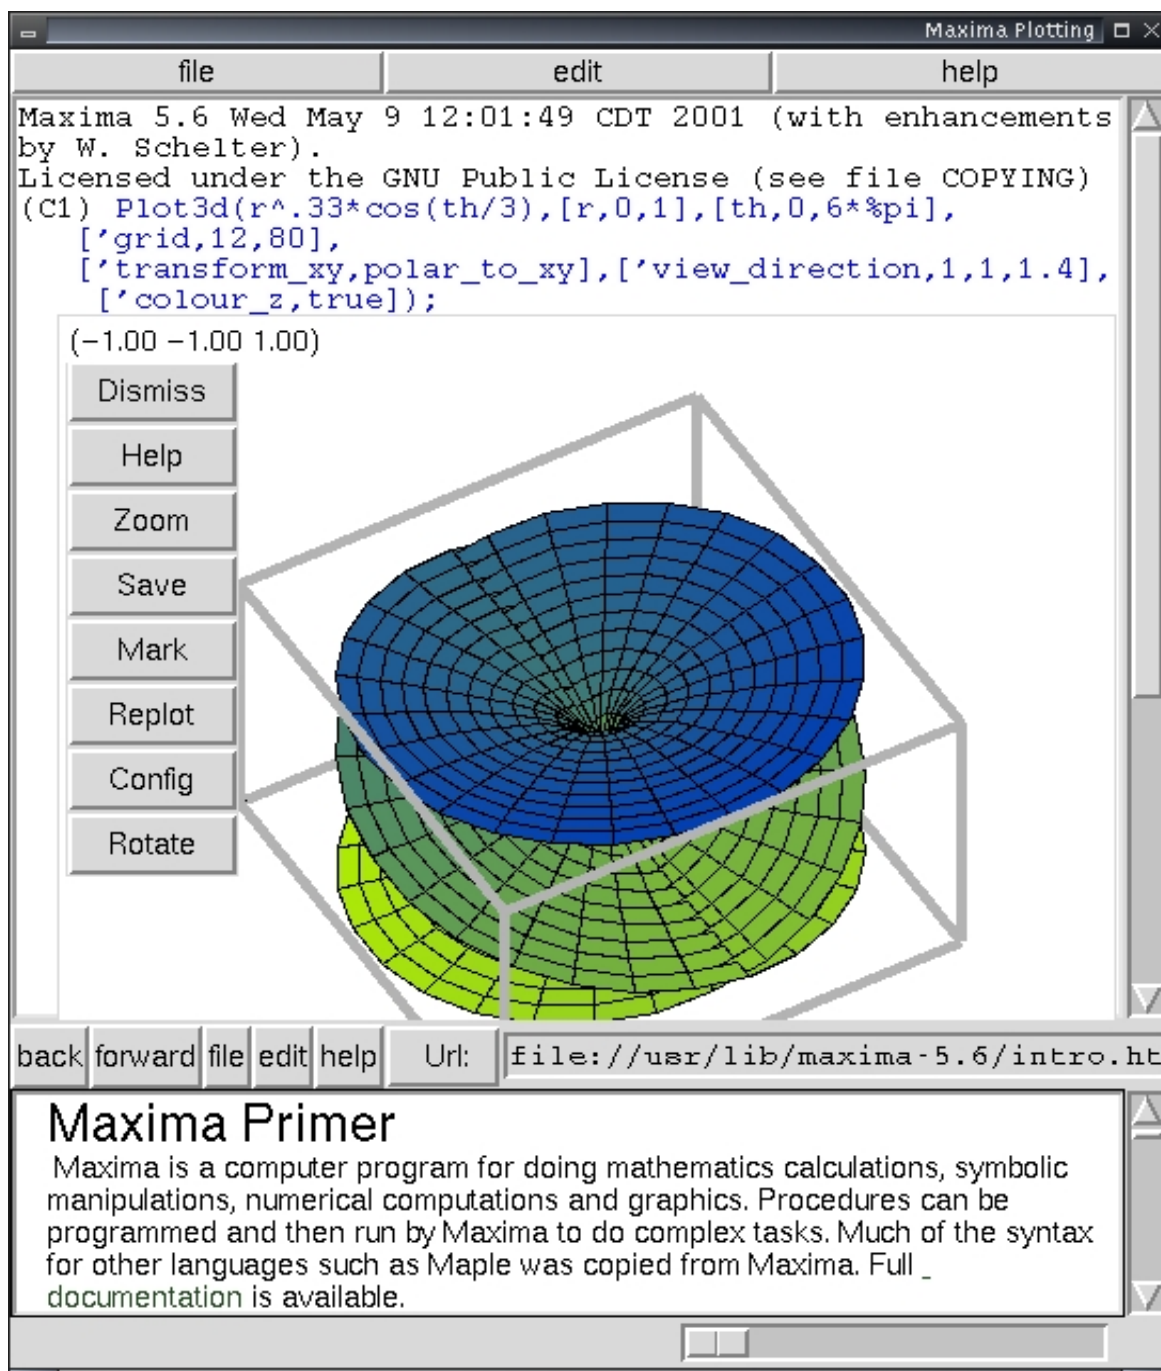 Maxima Plotting
file edit help
Maxima 5.6 Wed May 9 12:01:49 CDT 2001 (with enhancements
by W. Schelter).
Licensed under the GNU Public License (see file COPYING)
(C1) Plot3d(r^.33*cos(th/3),[r,0,1],[th,0,6*%pi],
['grid,12,80],
['transform_xy,polar_to_xy],['view_direction,1,1,1.4],
['colour_z,true]);
(−1.00 −1.00 1.00)
Dismiss
Help
Zoom
Save
Mark
Replot
Config
Rotate
back forward file edit help Url: file://usr/lib/maxima-5.6/intro.ht
Maxima Primer
Maxima is a computer program for doing mathematics calculations, symbolic
manipulations, numerical computations and graphics. Procedures can be
programmed and then run by Maxima to do complex tasks. Much of the syntax
for other languages such as Maple was copied from Maxima. Full _
documentation is available.